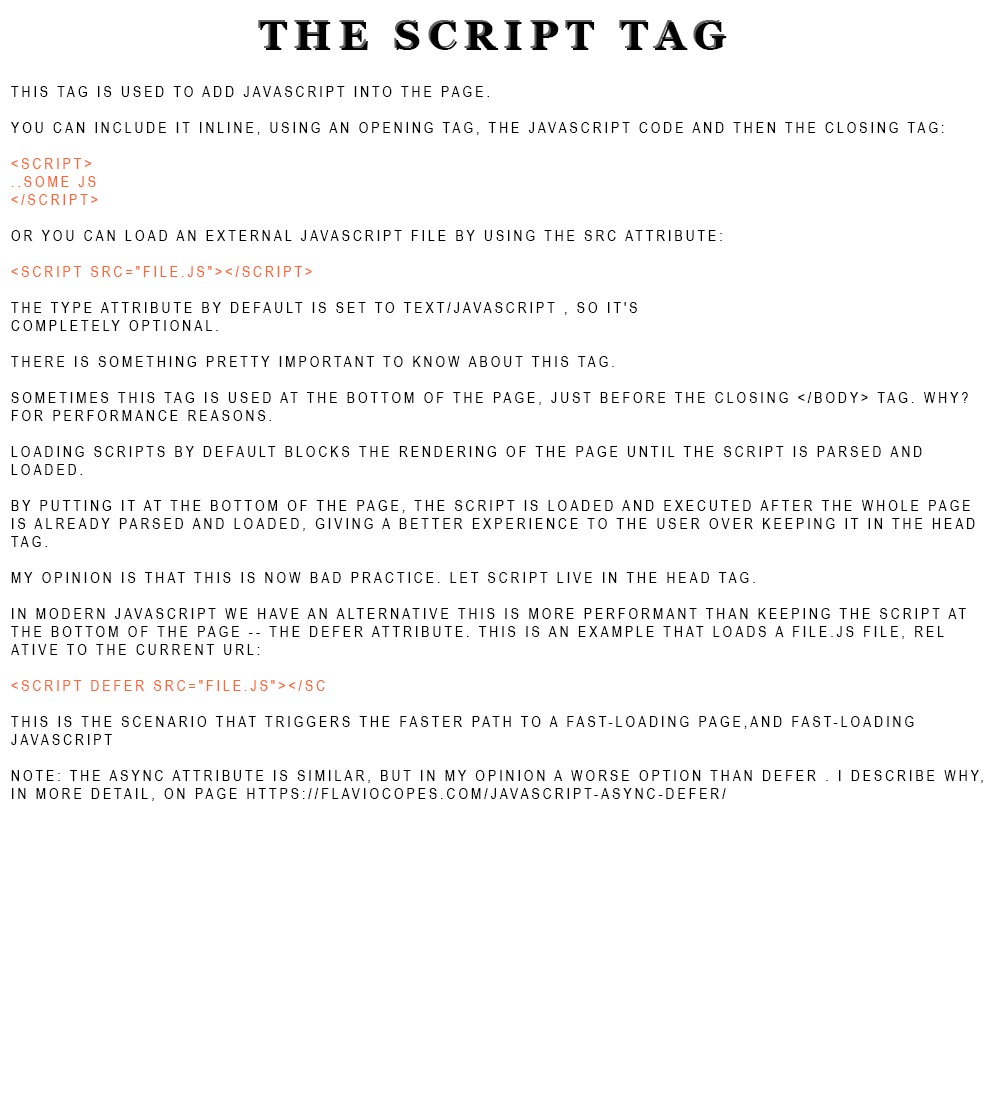 THE SCRIPT TAG
THIS TAG IS USED TO ADD JAVASCRIPT INTO THE PAGE.
YOU CAN INCLUDE IT INLINE, USING AN OPENING TAG, THE JAVASCRIPT CODE AND THEN THE CLOSING TAG:
<SCRIPT>
..SOME JS
</SCRIPT>
OR YOU CAN LOAD AN EXTERNAL JAVASCRIPT FILE BY USING THE SRC ATTRIBUTE:
<SCRIPT SRC="FILE.JS"></SCRIPT>
THE TYPE ATTRIBUTE BY DEFAULT IS SET TO TEXT/JAVASCRIPT , SO IT'S
COMPLETELY OPTIONAL.
THERE IS SOMETHING PRETTY IMPORTANT TO KNOW ABOUT THIS TAG.
SOMETIMES THIS TAG IS USED AT THE BOTTOM OF THE PAGE, JUST BEFORE THE CLOSING </BODY> TAG. WHY?
FOR PERFORMANCE REASONS.
LOADING SCRIPTS BY DEFAULT BLOCKS THE RENDERING OF THE PAGE UNTIL THE SCRIPT IS PARSED AND
LOADED.
BY PUTTING IT AT THE BOTTOM OF THE PAGE, THE SCRIPT IS LOADED AND EXECUTED AFTER THE WHOLE PAGE
IS ALREADY PARSED AND LOADED, GIVING A BETTER EXPERIENCE TO THE USER OVER KEEPING IT IN THE HEAD
TAG.
MY OPINION IS THAT THIS IS NOW BAD PRACTICE. LET SCRIPT LIVE IN THE HEAD TAG.
IN MODERN JAVASCRIPT WE HAVE AN ALTERNATIVE THIS IS MORE PERFORMANT THAN KEEPING THE SCRIPT AT
THE BOTTOM OF THE PAGE -- THE DEFER ATTRIBUTE. THIS IS AN EXAMPLE THAT LOADS A FILE.JS FILE, REL
ATIVE TO THE CURRENT URL:
<SCRIPT DEFER SRC="FILE.JS"></SC
THIS IS THE SCENARIO THAT TRIGGERS THE FASTER PATH TO A FAST-LOADING PAGE,AND FAST-LOADING
JAVASCRIPT
NOTE: THE ASYNC ATTRIBUTE IS SIMILAR, BUT IN MY OPINION A WORSE OPTION THAN DEFER . I DESCRIBE WHY,
IN MORE DETAIL, ON PAGE HTTPS://FLAVIOCOPES.COM/JAVASCRIPT-ASYNC-DEFER/